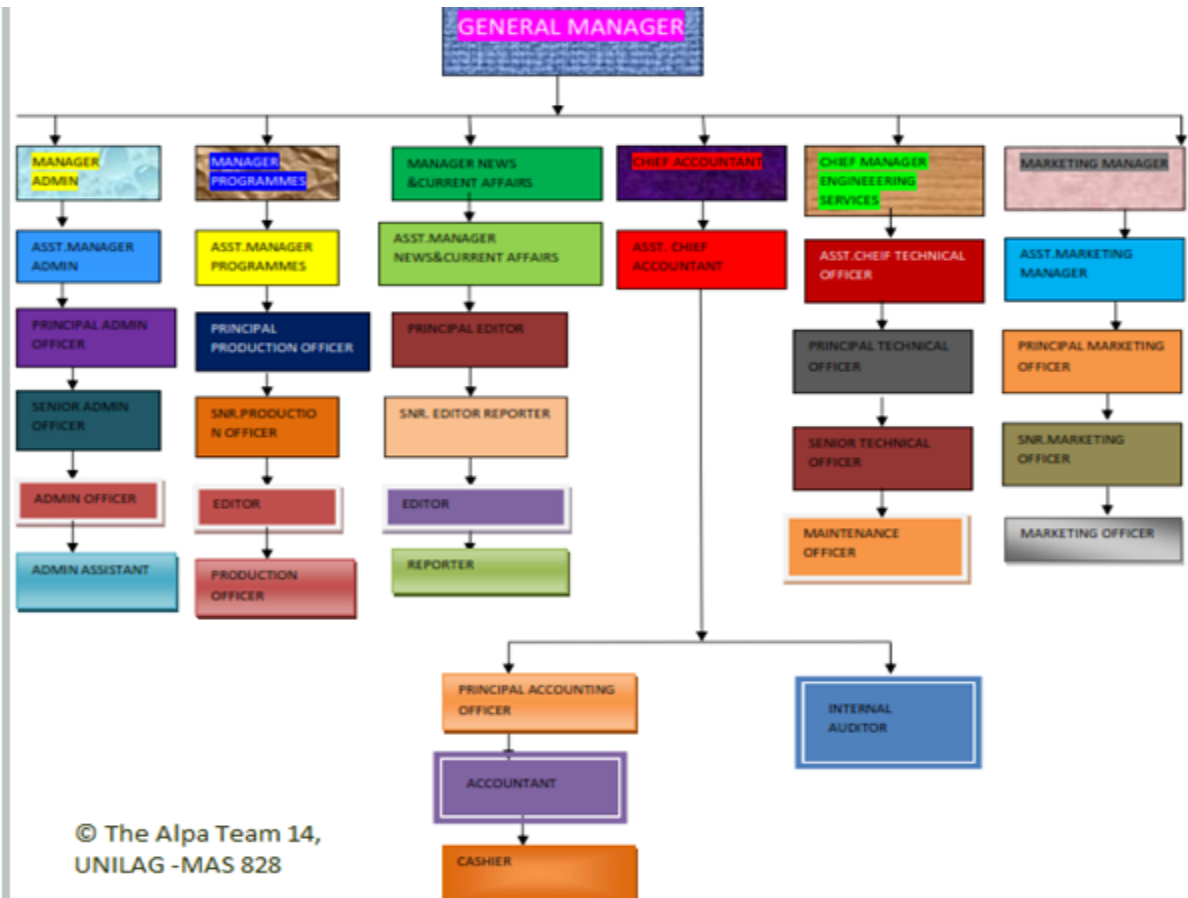 GENERAL MANAGER
MANAGER
ADMIN
MANAGER
PROGRAMMES
MANAGER NEWS
&CURRENT AFFAIRS
CHIEF ACCOUNTANT
CHIEF MANAGER
ENGINEEERING
SERVICES
MARKETING MANAGER
ASST.MANAGER
ADMIN
ASST.MANAGER
PROGRAMMES
ASST.MANAGER
NEWS&CURRENT AFFAIRS
ASST. CHIEF
ACCOUNTANT
ASST.CHEIF TECHNICAL
OFFICER
ASST.MARKETING
MANAGER
PRINCIPAL ADMIN
OFFICER
PRINCIPAL
PRODUCTION OFFICER
PRINCIPAL EDITOR
PRINCIPAL TECHNICAL
OFFICER
PRINCIPAL MARKETING
OFFICER
SENIOR ADMIN
OFFICER
SNR.PRODUCTIO
N OFFICER
SNR. EDITOR REPORTER
SENIOR TECHNICAL
OFFICER
SNR.MARKETING
OFFICER
ADMIN OFFICER
EDITOR
EDITOR
MAINTENANCE
OFFICER
MARKETING OFFICER
ADMIN ASSISTANT
PRODUCTION
OFFICER
REPORTER
PRINCIPAL ACCOUNTING
OFFICER
INTERNAL
AUDITOR
ACCOUNTANT
CASHIER
© The Alpa Team 14,
UNILAG -MAS 828